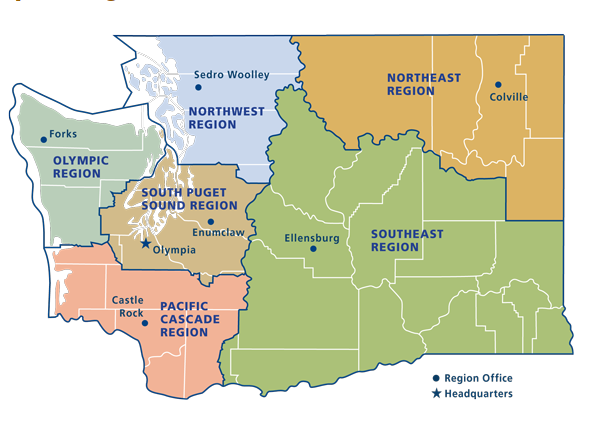 Sedro Woolley
NORTHWEST
REGION
NORTHEAST
REGION
Colville
Forks
OLYMPIC
REGION
SOUTH PUGET
SOUND REGION
Enumclaw
Olympia
Ellensburg
SOUTHEAST
REGION
Castle
Rock
PACIFIC
CASCADE
REGION
Region Office
Headquarters